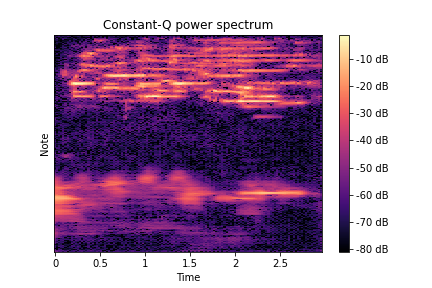 Constant-Q power spectrum
Note
-10 dB
-20 dB
-30 dB
-40 dB
-50 dB
-60 dB
-70 dB
-80 dB
0 0.5 1 1.5 2 2.5
Time